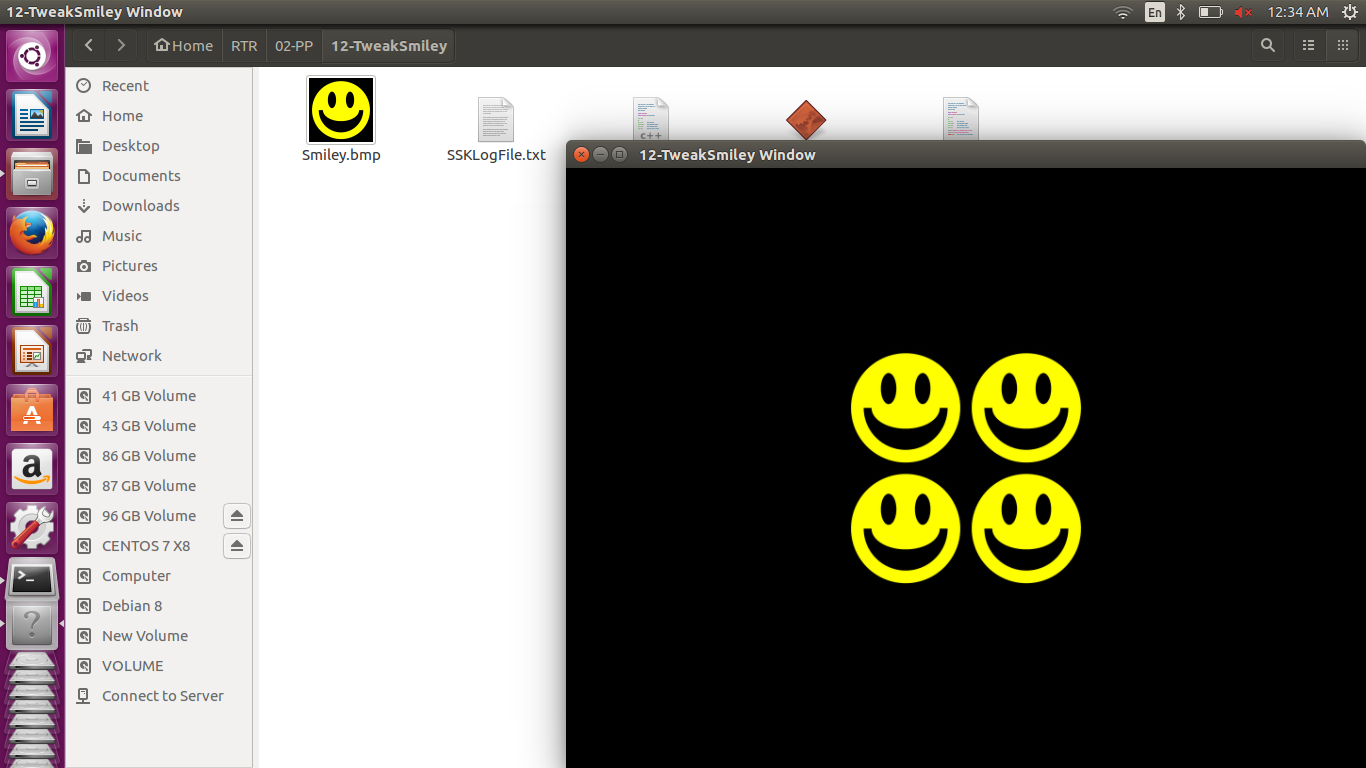 12-TweakSmiley Window
En
12:34 AM
Home
RTR
02-PP
12-TweakSmiley
Recent
Home
Desktop
Documents
Downloads
Music
Pictures
Videos
Trash
Network
41 GB Volume
43 GB Volume
86 GB Volume
87 GB Volume
96 GB Volume
CENTOS 7 X8
Computer
Debian 8
New Volume
VOLUME
Connect to Server
Smiley.bmp
SSKLogFile.txt
c++
12-TweakSmiley Window